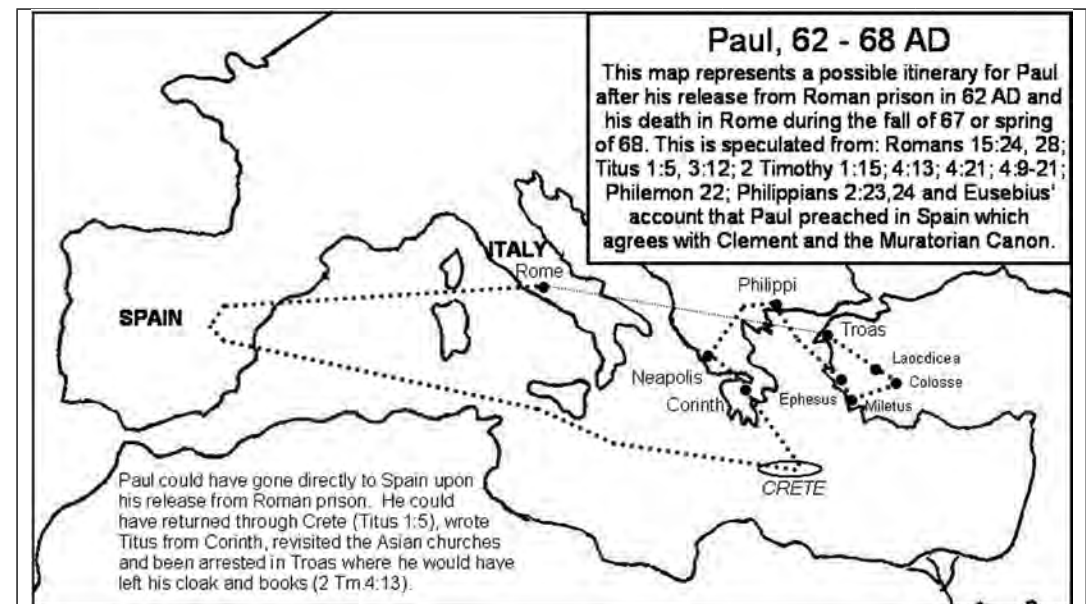 Paul, 62 - 68 AD
This map represents a possible itinerary for Paul
after his release from Roman prison in 62 AD and
his death in Rome during the fall of 67 or spring
of 68. This is speculated from: Romans 15:24, 28;
Titus 1:5, 3:12; 2 Timothy 1:15; 4:13; 4:21; 4:9-21;
Philemon 22; Philippians 2:23,24 and Eusebius'
account that Paul preached in Spain which
agrees with Clement and the Muratorian Canon.
ITALY
Rome
Philippi
SPAIN
Troas
Laocdicea
Neapolis
Colosse
Corinth
Ephesus
Miletus
CRETE
Paul could have gone directly to Spain upon
his release from Roman prison. He could
have returned through Crete (Titus 1:5), wrote
Titus from Corinth, revisited the Asian churches
and been arrested in Troas where he would have
left his cloak and books (2 Tm.4:13).